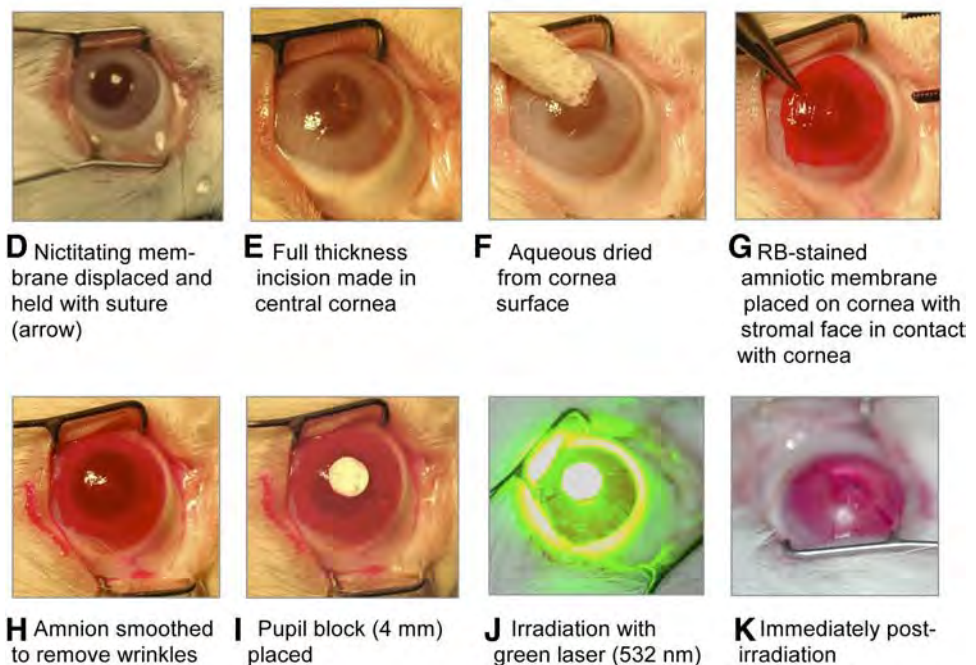 D Nictitating mem-
brane displaced and
held with suture
(arrow)
E Full thickness
incision made in
central cornea
F Aqueous dried
from cornea
surface
G RB-stained
amniotic membrane
placed on cornea with
stromal face in contact
with cornea
H Amnion smoothed
to remove wrinkles
I Pupil block (4 mm)
placed
J Irradiation with
green laser (532 nm)
K Immediately post-
irradiation